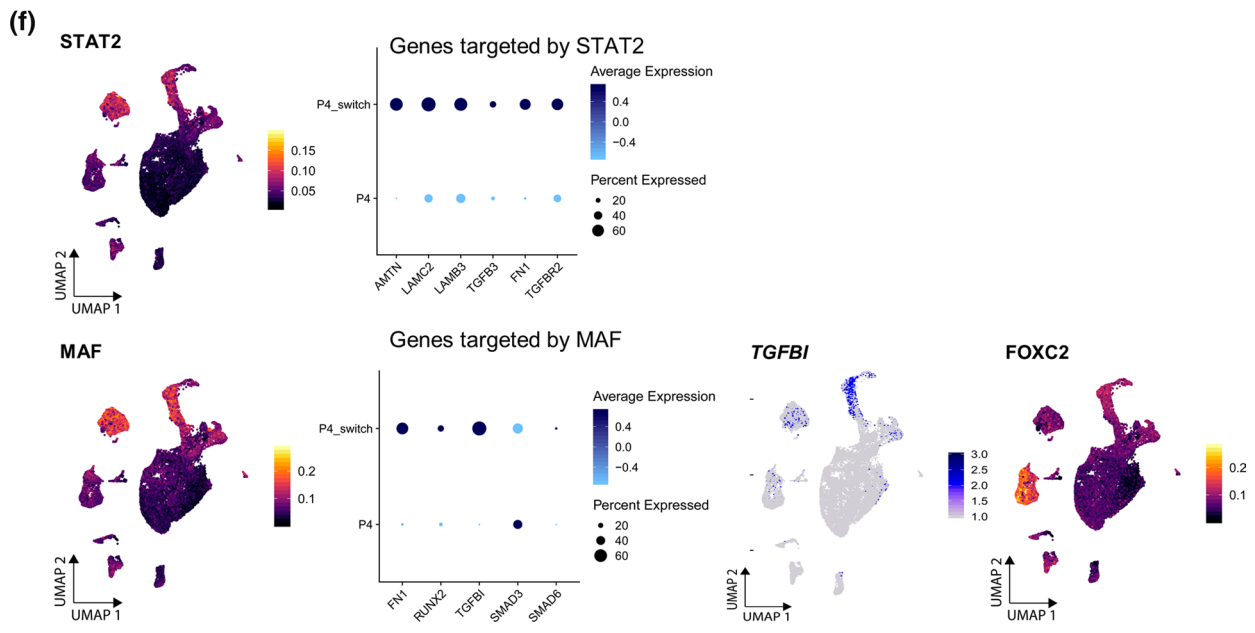 (f)
STAT2
Genes targeted by STAT2
0.15
0.10
0.05
UMAP 2
UMAP 1
P4_switch
P4
AMTN
LAMC2
LAMB3
TGFB3
FN1
TGFBR2
Average Expression
0.4
0.0
−0.4
Percent Expressed
20
40
60
MAF
Genes targeted by MAF
0.2
0.1
UMAP 2
UMAP 1
P4_switch
P4
FN1
RUNX2
TGFBI
SMAD3
SMAD6
Average Expression
0.4
0.0
−0.4
Percent Expressed
20
40
60
TGFBI
3.0
2.5
2.0
1.5
1.0
UMAP 2
UMAP 1
FOXC2
0.2
0.1
UMAP 2
UMAP 1